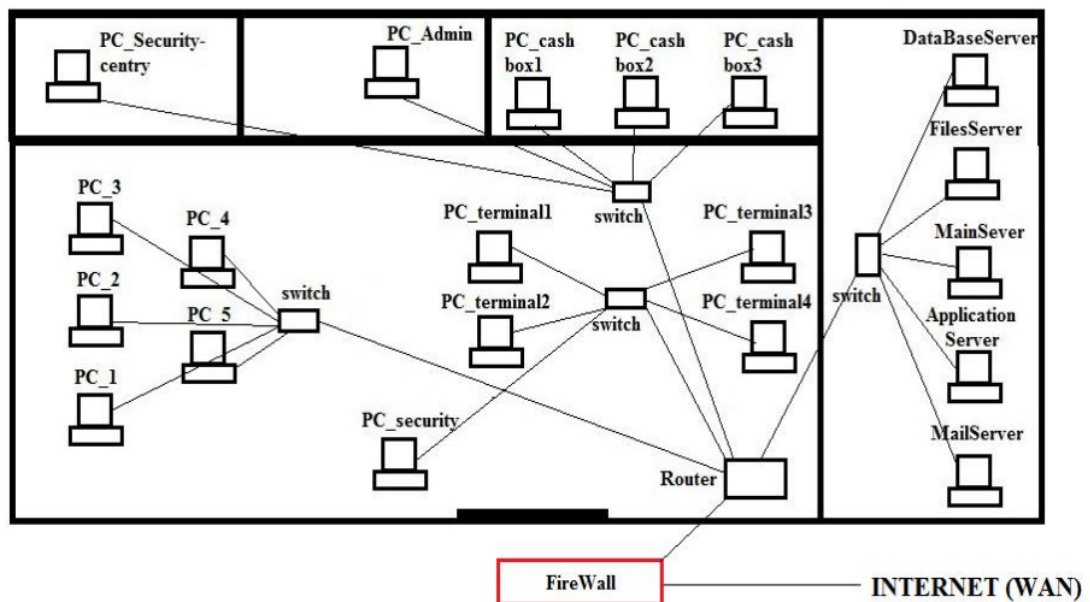 PC_Security-
centry
PC_Admin
PC_cash
box1
PC_cash
box2
PC_cash
box3
DataBaseServer
FilesServer
MainSever
Application
Server
MailServer
switch
switch
PC_3
PC_4
PC_2
PC_5
PC_1
switch
PC_terminal1
PC_terminal3
PC_terminal2
PC_terminal4
switch
PC_security
Router
FireWall
INTERNET (WAN)